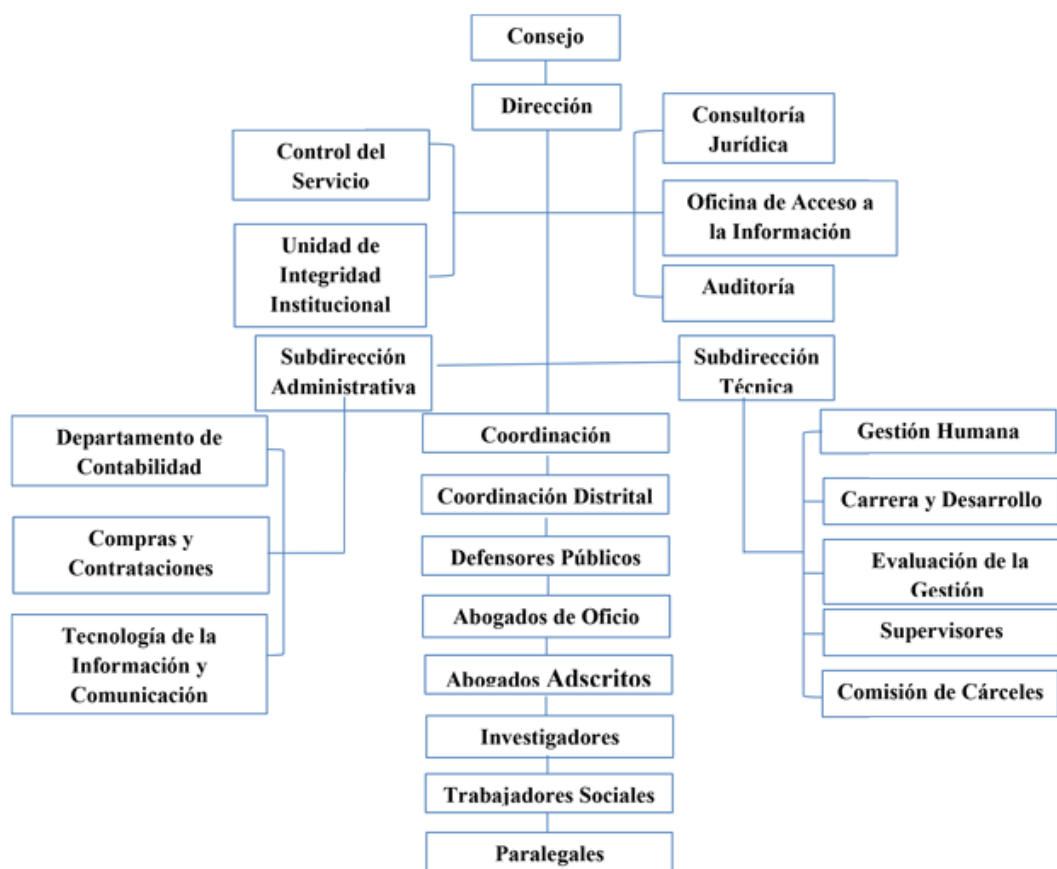 Consejo
Dirección
Consultoría
Jurídica
Control del
Servicio
Oficina de Acceso a
la Información
Unidad de
Integridad
Institucional
Auditoría
Subdirección
Administrativa
Subdirección
Técnica
Departamento de
Contabilidad
Coordinación
Gestión Humana
Coordinación Distrital
Carrera y Desarrollo
Compras y
Contrataciones
Defensores Públicos
Evaluación de la
Gestión
Abogados de Oficio
Supervisores
Tecnología de la
Información y
Comunicación
Abogados Adscritos
Comisión de Cárceles
Investigadores
Trabajadores Sociales
Paralegales